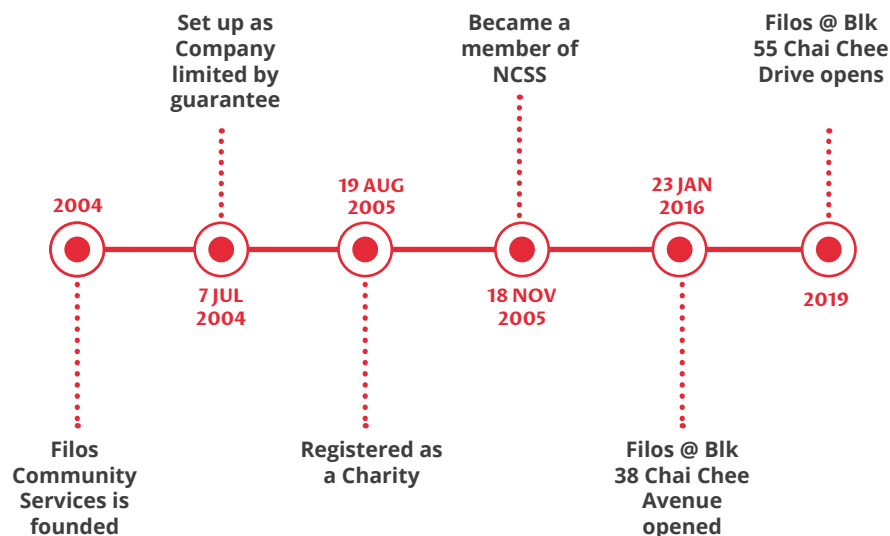 2004
Filos
Community
Services is
founded
Set up as
Company
limited by
guarantee
7 JUL
2004
19 AUG
2005
Registered as
a Charity
Became a
member of
NCSS
18 NOV
2005
23 JAN
2016
Filos @ Blk
38 Chai Chee
Avenue
opened
Filos @ Blk
55 Chai Chee
Drive opens
2019